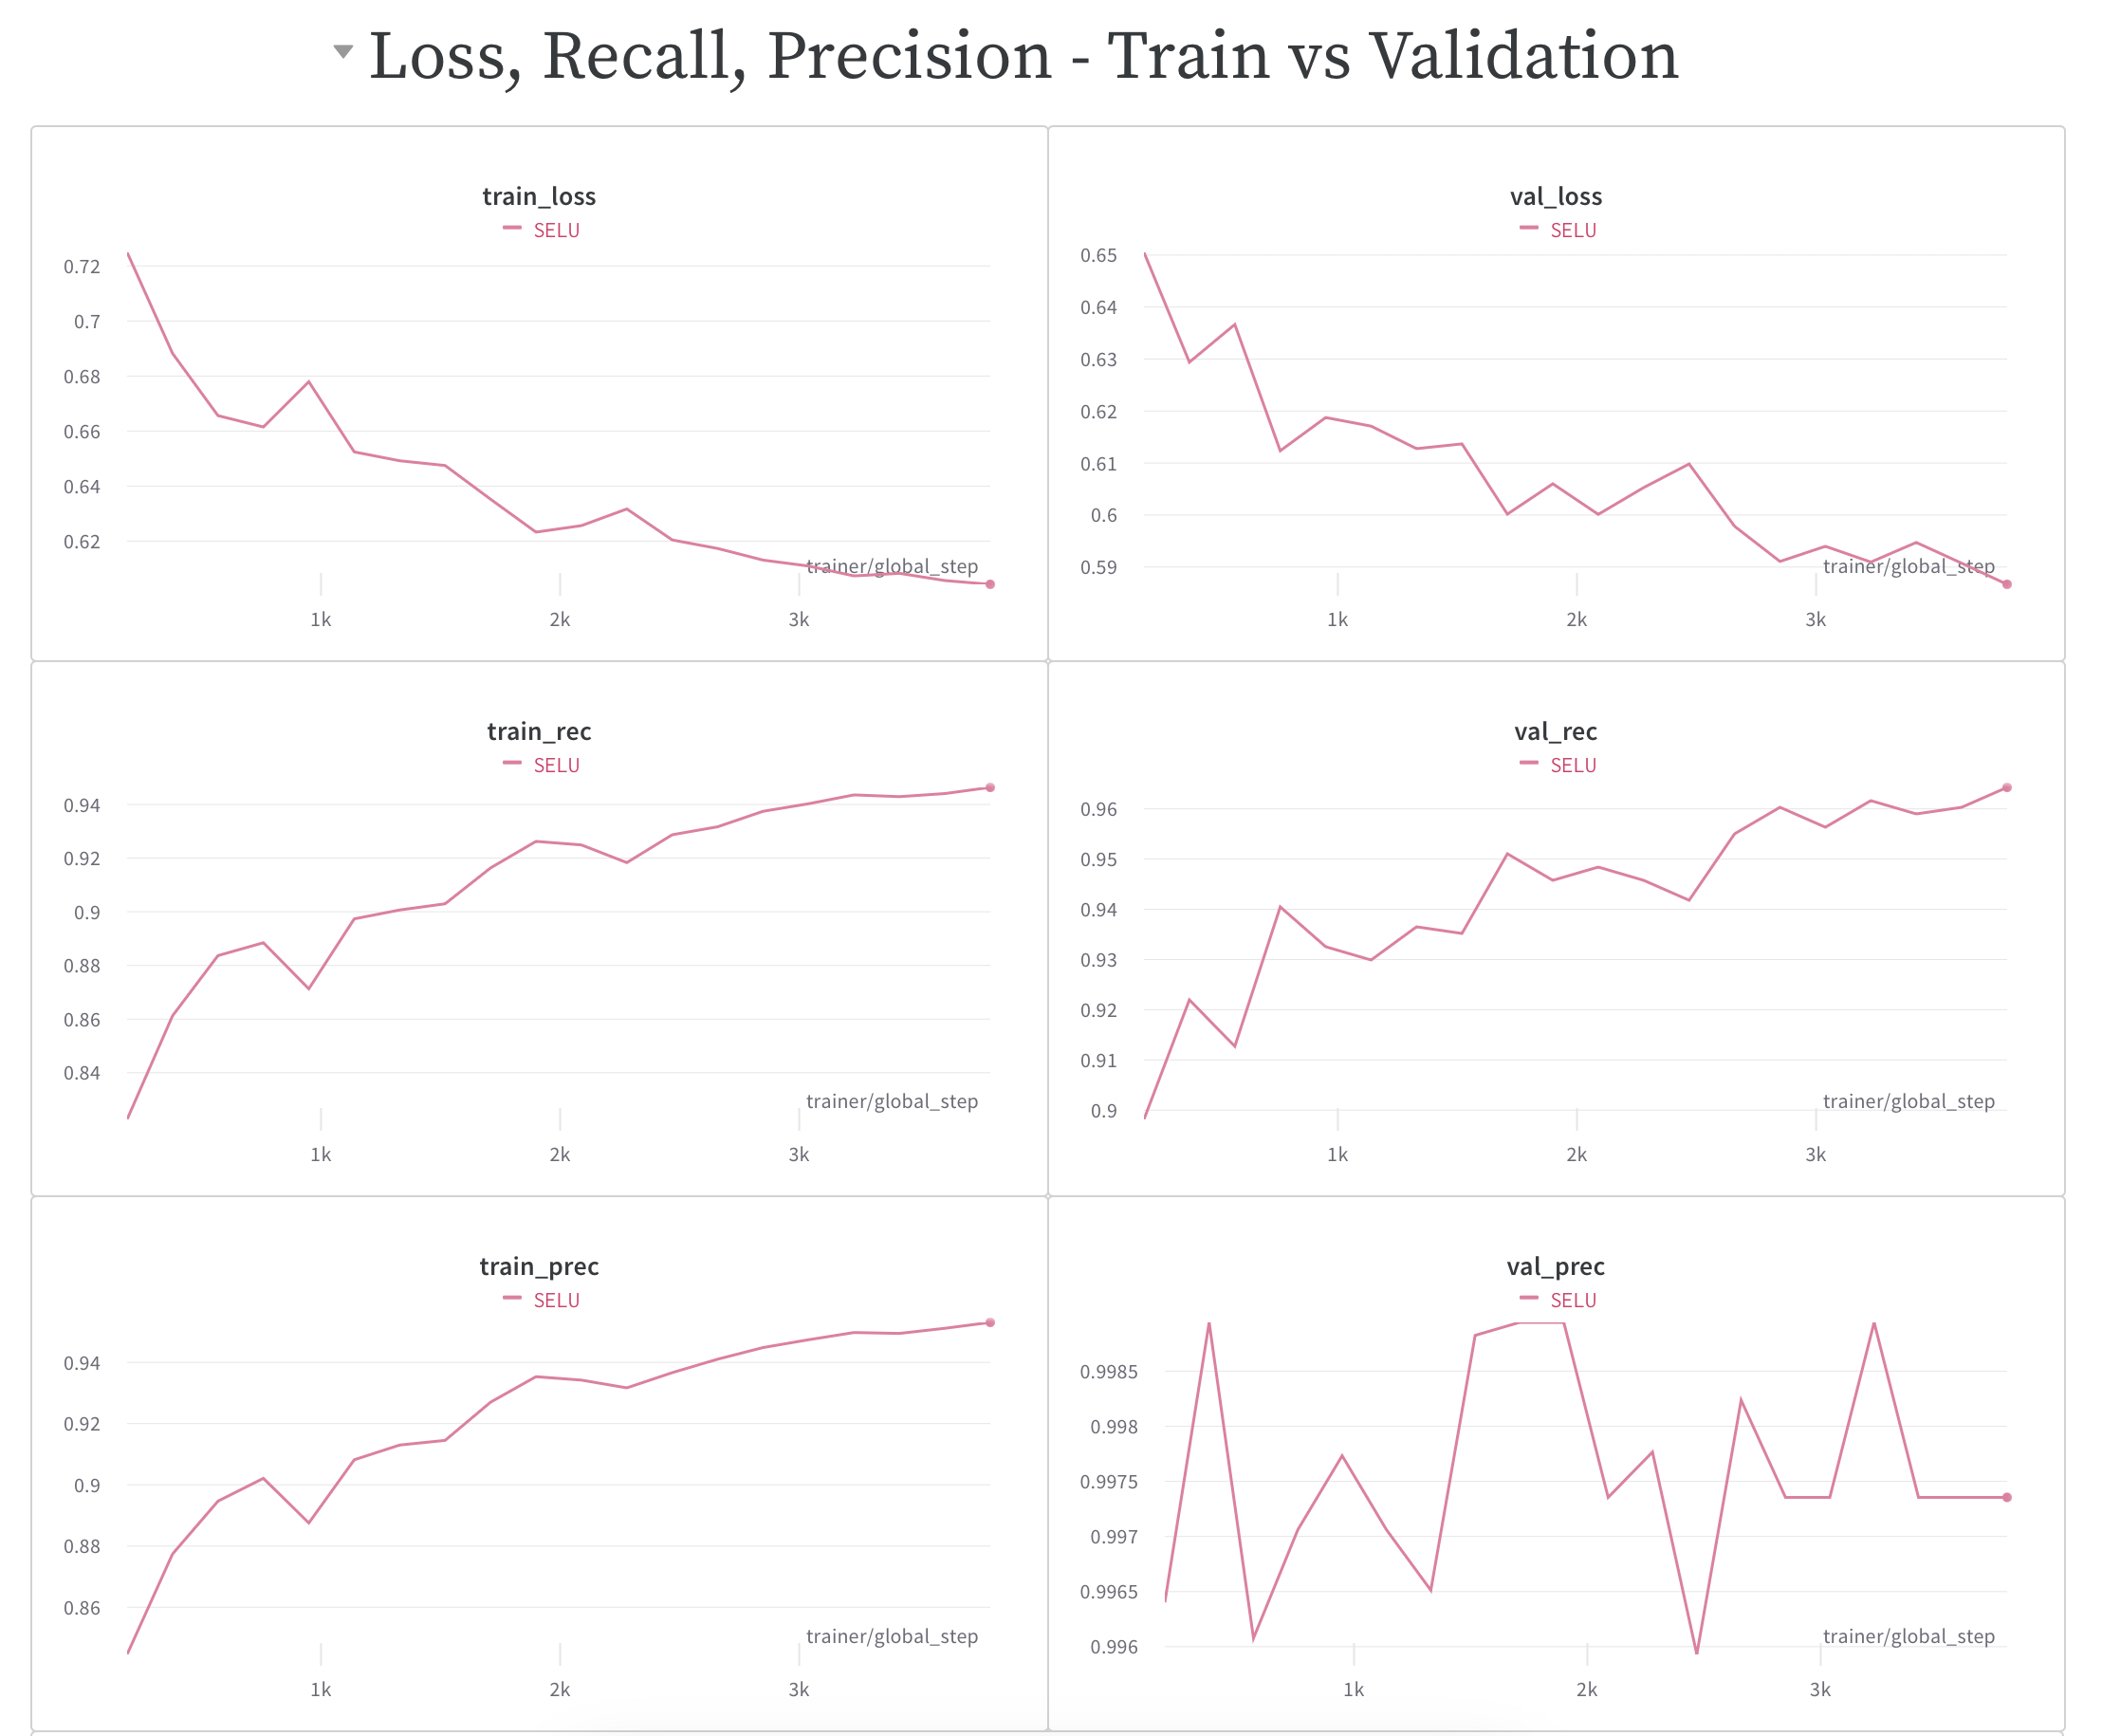 Loss, Recall, Precision - Train vs Validation
train_loss
SELU
0.72
0.7
0.68
0.66
0.64
0.62
trainer/global_step
1k 2k 3k
val_loss
SELU
0.65
0.64
0.63
0.62
0.61
0.6
0.59
trainer/global_step
1k 2k 3k
train_rec
SELU
0.94
0.92
0.9
0.88
0.86
0.84
trainer/global_step
1k 2k 3k
val_rec
SELU
0.96
0.95
0.94
0.93
0.92
0.91
0.9
trainer/global_step
1k 2k 3k
train_prec
SELU
0.94
0.92
0.9
0.88
0.86
trainer/global_step
1k 2k 3k
val_prec
SELU
0.9985
0.998
0.9975
0.997
0.9965
0.996
trainer/global_step
1k 2k 3k